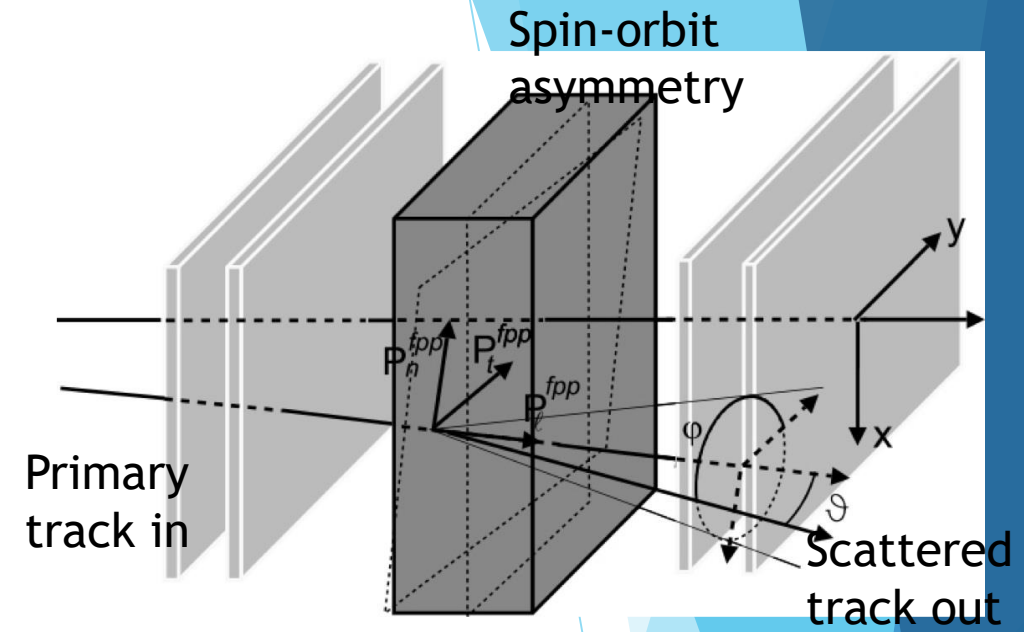 Spin-orbit
asymmetry
y
P_n^fpp
P_t^fpp
P_ℓ^fpp
φ
x
ϑ
Primary
track in
Scattered
track out